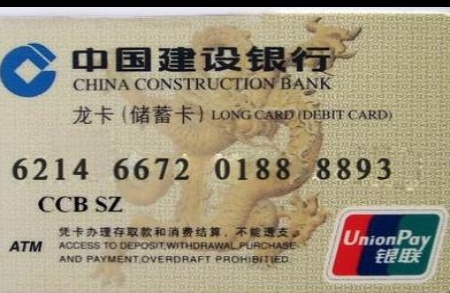 中国建设银行
CHINA CONSTRUCTION BANK
龙卡(储蓄卡) LONG CARD (DEBIT CARD)
6214 6672 0188 8893
CCB SZ
凭卡办理存取款和消费结算，不能透支。
ATM ACCESS TO DEPOSIT,WITHDRAWAL,PURCHASE
AND PAYMENT,OVERDRAFT PROHIBITIED.
UnionPay
银联